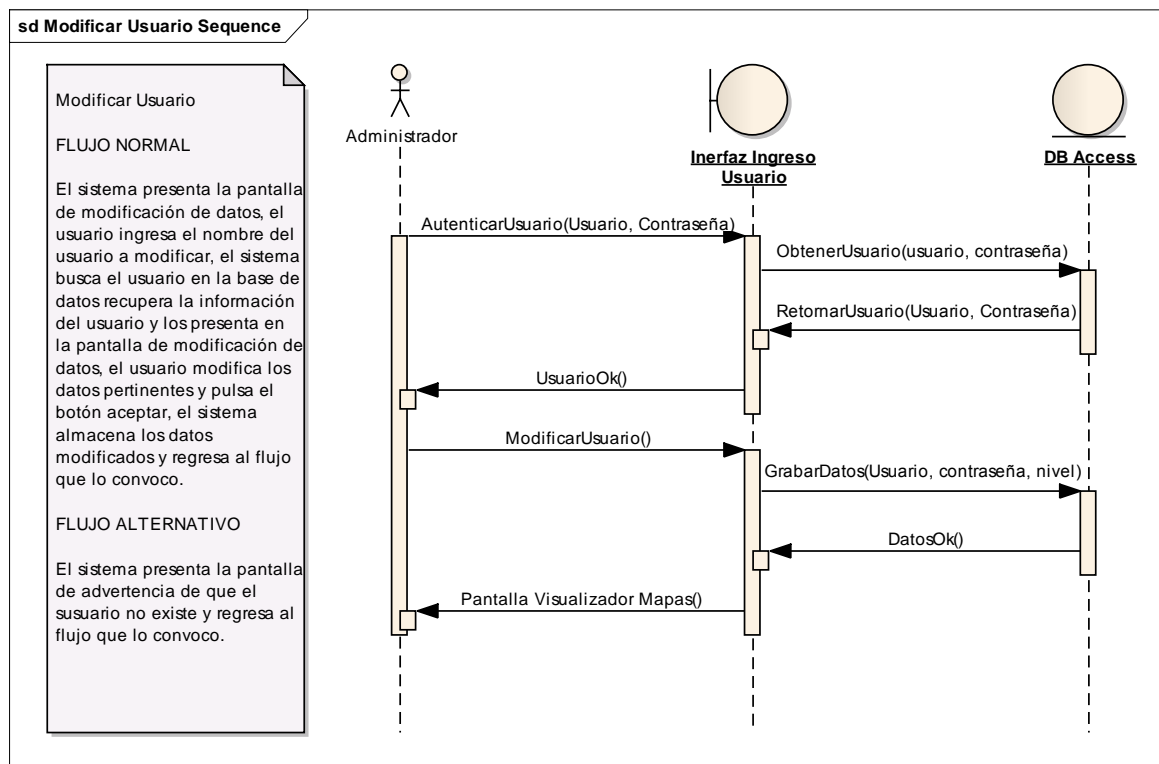 sd Modificar Usuario Sequence
Modificar Usuario
FLUJO NORMAL
El sistema presenta la pantalla
de modificación de datos, el
usuario ingresa el nombre del
usuario a modificar, el sistema
busca el usuario en la base de
datos recupera la información
del usuario y los presenta en
la pantalla de modificación de
datos, el usuario modifica los
datos pertinentes y pulsa el
botón aceptar, el sistema
almacena los datos
modificados y regresa al flujo
que lo convoco.
FLUJO ALTERNATIVO
El sistema presenta la pantalla
de advertencia de que el
susuario no existe y regresa al
flujo que lo convoco.
Administrador
Inerfaz Ingreso
Usuario
DB Access
AutenticarUsuario(Usuario, Contraseña)
ObtenerUsuario(usuario, contraseña)
RetornarUsuario(Usuario, Contraseña)
UsuarioOk()
ModificarUsuario()
GrabarDatos(Usuario, contraseña, nivel)
DatosOk()
Pantalla Visualizador Mapas()